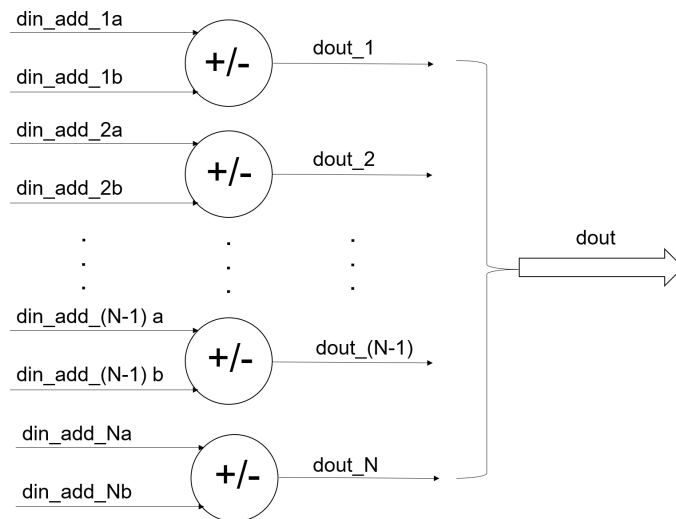 din_add_1a
+/-
dout_1
din_add_1b
din_add_2a
+/-
dout_2
din_add_2b
dout
din_add_(N-1) a
+/-
dout_(N-1)
din_add_(N-1) b
din_add_Na
+/-
dout_N
din_add_Nb